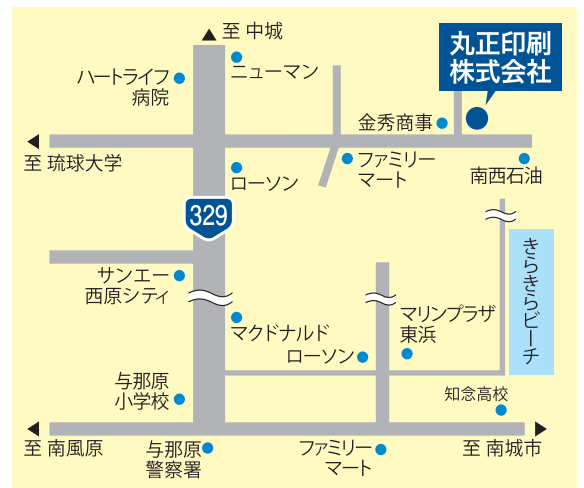 至 中城
丸正印刷
株式会社
ニューマン
ハートライフ
病院
金秀商事
至 琉球大学
ファミリー
マート
南西石油
ローソン
329
きらきらビーチ
サンエー
西原シティ
マリンプラザ
東浜
マクドナルド
ローソン
与那原
小学校
知念高校
至 南風原
与那原
警察署
ファミリー
マート
至 南城市